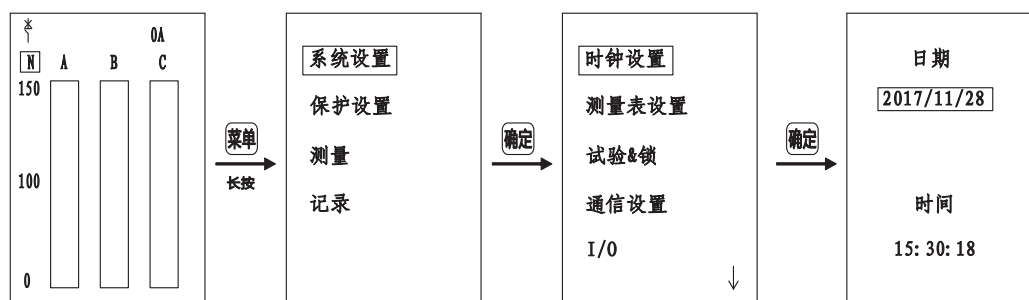 0A
N A B C
150
100
0
菜单
长按
系统设置
保护设置
测量
记录
确定
时钟设置
测量表设置
试验&锁
通信设置
I/O
确定
日期
2017/11/28
时间
15:30:18